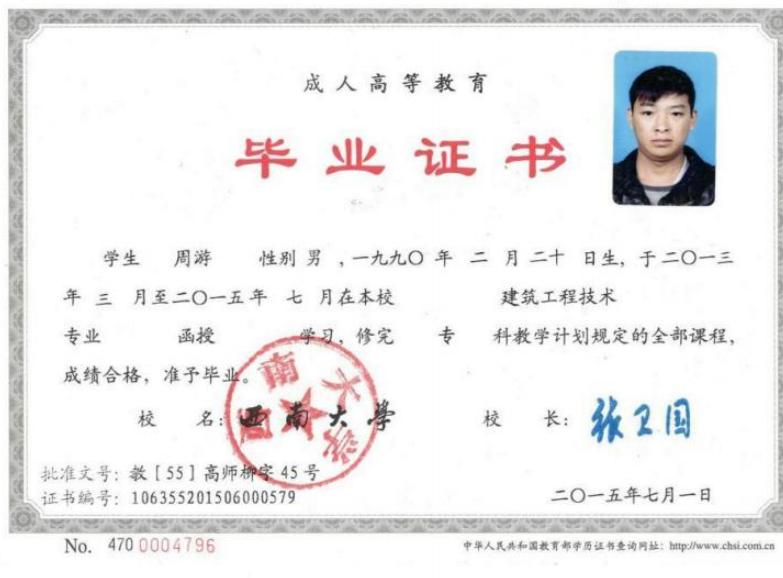 成人高等教育
毕业证书
学生 周游 性别 男 ,一九九〇 年 二 月 二十 日生, 于二〇一三
年 三 月至二〇一五年 七 月在本校 建筑工程技术
专业 函授 学习, 修完 专 科教学计划规定的全部课程,
成绩合格, 准予毕业。
校 名: 西南大学 校 长: 张卫国
西南大学
批准文号: 教[55]高师柳字45号
证书编号: 106355201506000579 二〇一五年七月一日
No. 470 0004796 中华人民共和国教育部学历证书查询网址: http://www.chsi.com.cn